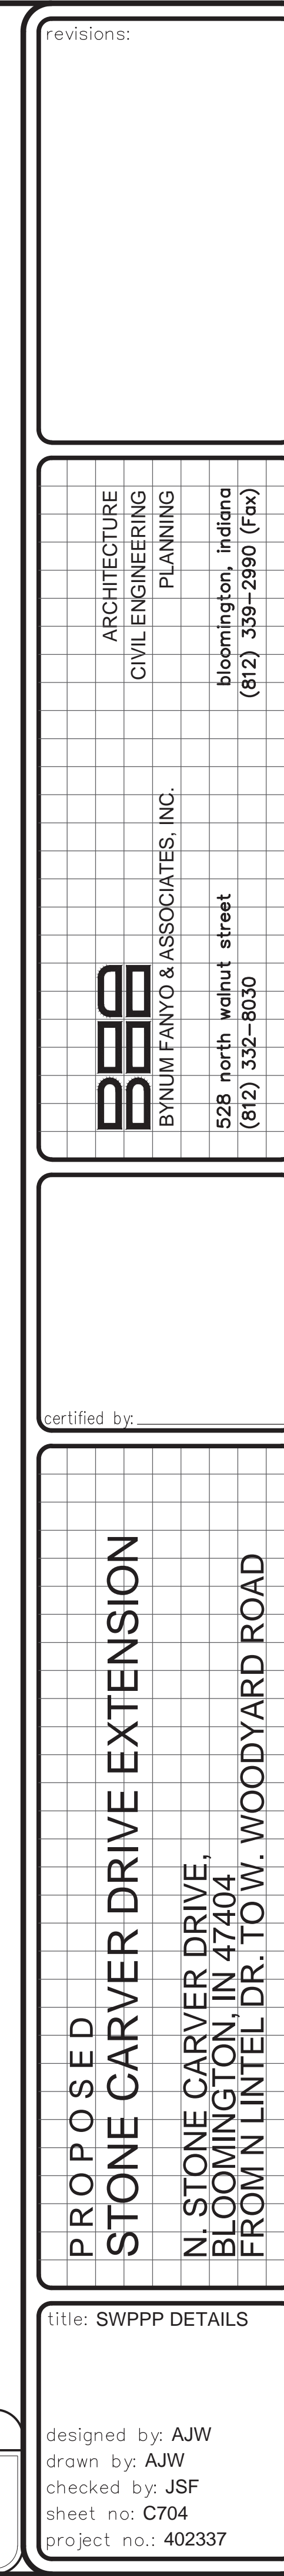 revisions:
ARCHITECTURE
CIVIL ENGINEERING
PLANNING
BFA
BYNUM FANYO & ASSOCIATES, INC.
528 north walnut street
bloomington, indiana
(812) 332-8030
(812) 339-2990 (Fax)
certified by:
PROPOSED
STONE CARVER DRIVE EXTENSION
N. STONE CARVER DRIVE,
BLOOMINGTON, IN 47404
FROM N LINTEL DR. TO W. WOODYARD ROAD
title: SWPPP DETAILS
designed by: AJW
drawn by: AJW
checked by: JSF
sheet no: C704
project no.: 402337